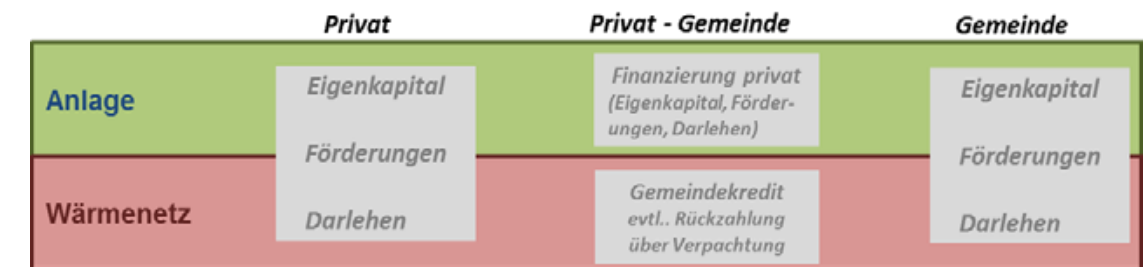 Privat
Privat - Gemeinde
Gemeinde
Anlage
Eigenkapital
Förderungen
Darlehen
Finanzierung privat
(Eigenkapital, Förder-
ungen, Darlehen)
Eigenkapital
Förderungen
Darlehen
Wärmenetz
Gemeindekredit
evtl.. Rückzahlung
über Verpachtung